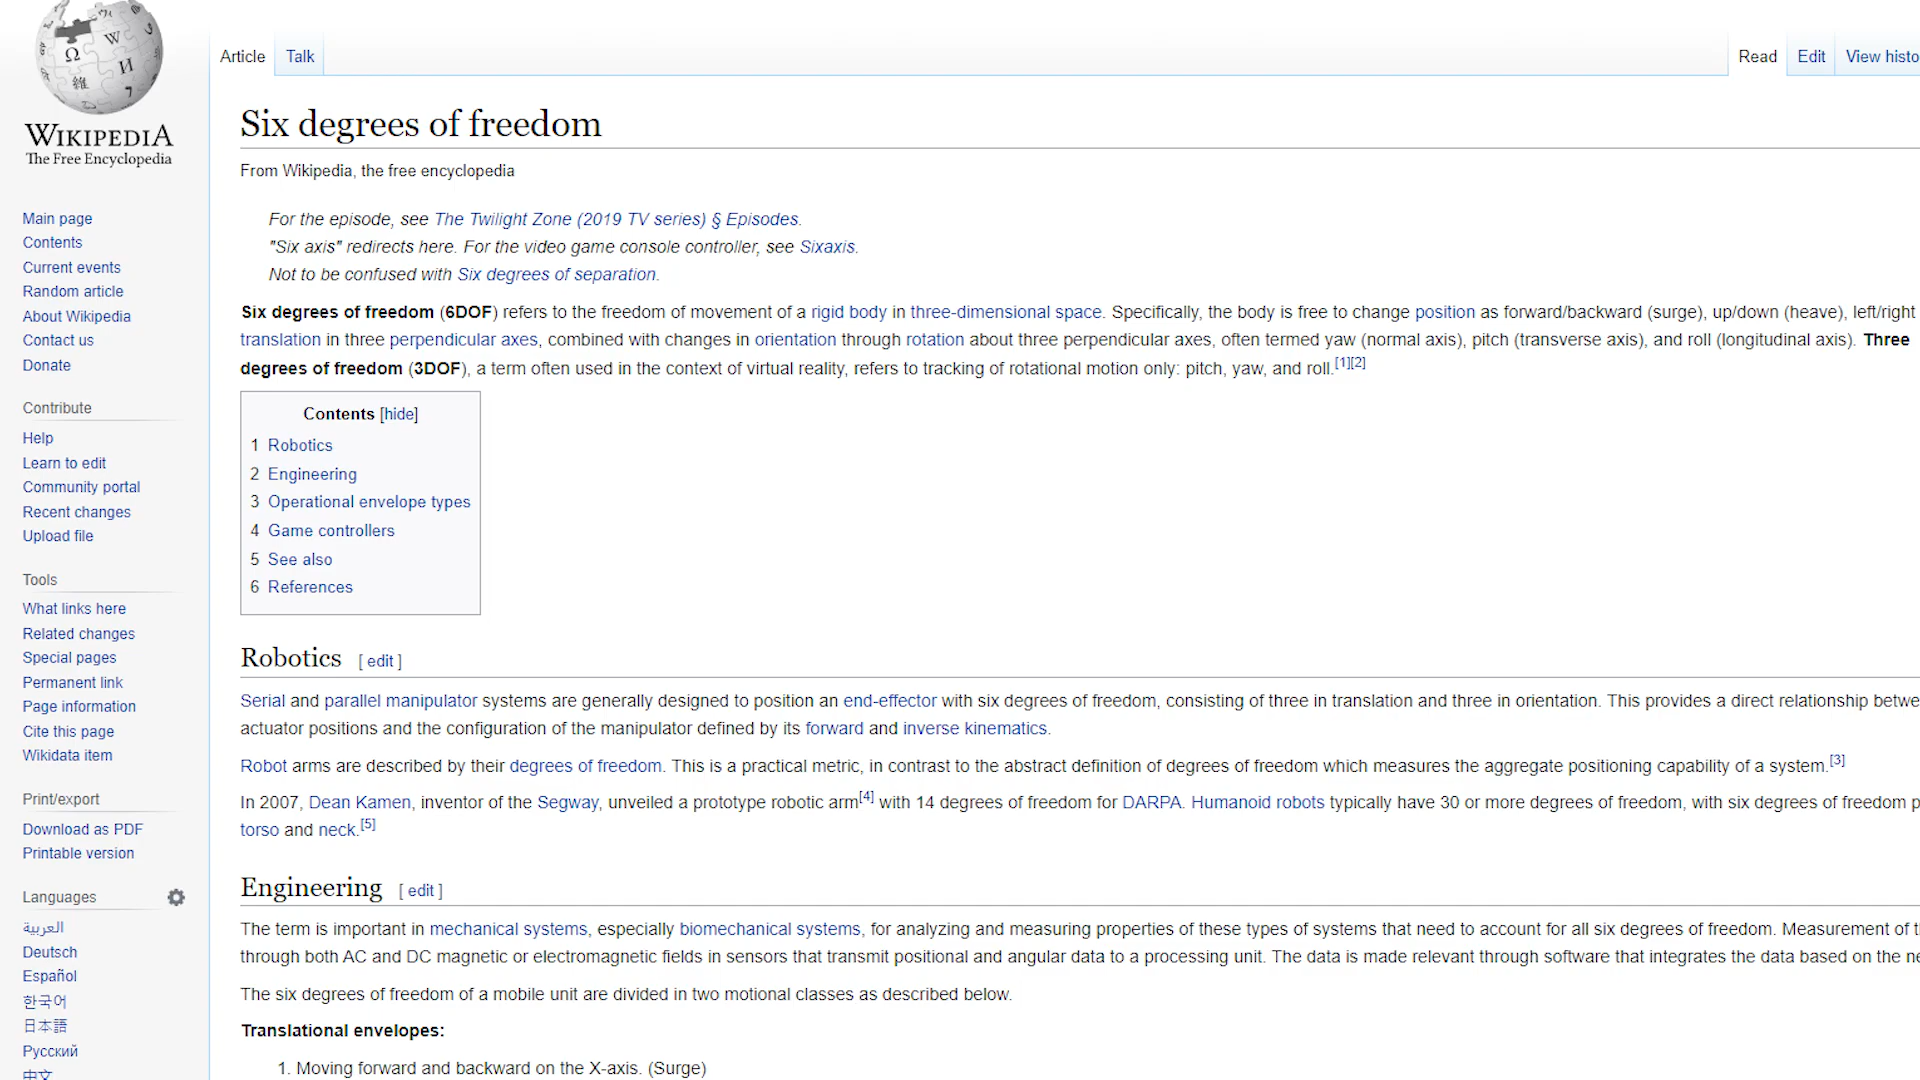 WIKIPEDIA
The Free Encyclopedia
Main page
Contents
Current events
Random article
About Wikipedia
Contact us
Donate
Contribute
Help
Learn to edit
Community portal
Recent changes
Upload file
Tools
What links here
Related changes
Special pages
Permanent link
Page information
Cite this page
Wikidata item
Print/export
Download as PDF
Printable version
Languages
العربية
Deutsch
Español
한국어
日本語
Русский
中文
Article Talk
Read Edit View histo
Six degrees of freedom
From Wikipedia, the free encyclopedia
For the episode, see The Twilight Zone (2019 TV series) § Episodes.
"Six axis" redirects here. For the video game console controller, see Sixaxis.
Not to be confused with Six degrees of separation.
Six degrees of freedom (6DOF) refers to the freedom of movement of a rigid body in three-dimensional space. Specifically, the body is free to change position as forward/backward (surge), up/down (heave), left/right
translation in three perpendicular axes, combined with changes in orientation through rotation about three perpendicular axes, often termed yaw (normal axis), pitch (transverse axis), and roll (longitudinal axis). Three
degrees of freedom (3DOF), a term often used in the context of virtual reality, refers to tracking of rotational motion only: pitch, yaw, and roll.[1][2]
Contents [hide]
1 Robotics
2 Engineering
3 Operational envelope types
4 Game controllers
5 See also
6 References
Robotics [ edit ]
Serial and parallel manipulator systems are generally designed to position an end-effector with six degrees of freedom, consisting of three in translation and three in orientation. This provides a direct relationship betwe
actuator positions and the configuration of the manipulator defined by its forward and inverse kinematics.
Robot arms are described by their degrees of freedom. This is a practical metric, in contrast to the abstract definition of degrees of freedom which measures the aggregate positioning capability of a system.[3]
In 2007, Dean Kamen, inventor of the Segway, unveiled a prototype robotic arm[4] with 14 degrees of freedom for DARPA. Humanoid robots typically have 30 or more degrees of freedom, with six degrees of freedom p
torso and neck.[5]
Engineering [ edit ]
The term is important in mechanical systems, especially biomechanical systems, for analyzing and measuring properties of these types of systems that need to account for all six degrees of freedom. Measurement of t
through both AC and DC magnetic or electromagnetic fields in sensors that transmit positional and angular data to a processing unit. The data is made relevant through software that integrates the data based on the ne
The six degrees of freedom of a mobile unit are divided in two motional classes as described below.
Translational envelopes:
1. Moving forward and backward on the X-axis. (Surge)